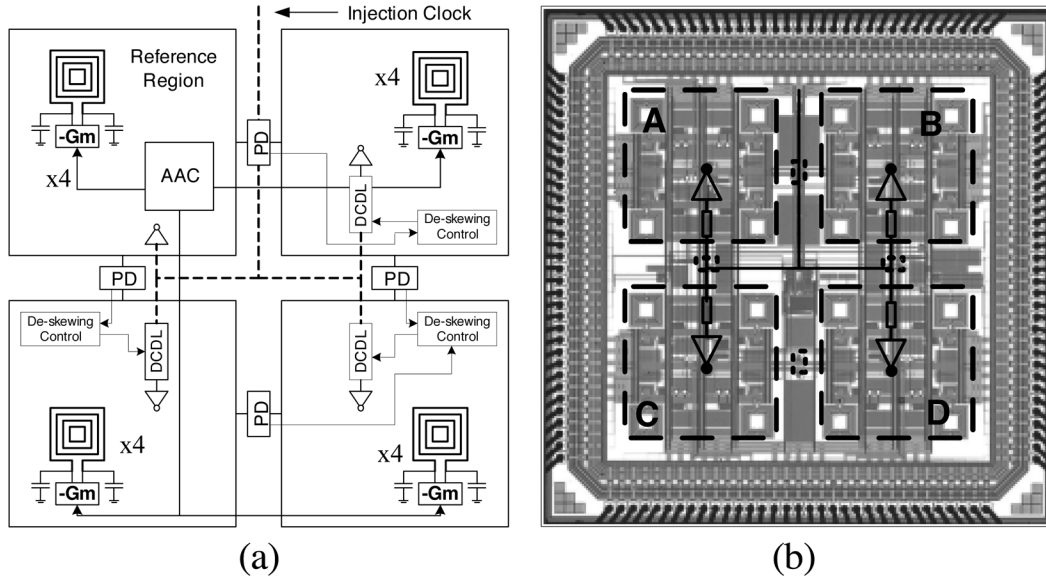 Injection Clock
Reference
Region
x4
-Gm
AAC
PD
x4
-Gm
DCDL
De-skewing
Control
PD
PD
De-skewing
Control
DCDL
DCDL
De-skewing
Control
PD
x4
-Gm
x4
-Gm
(a)
A
B
C
D
(b)